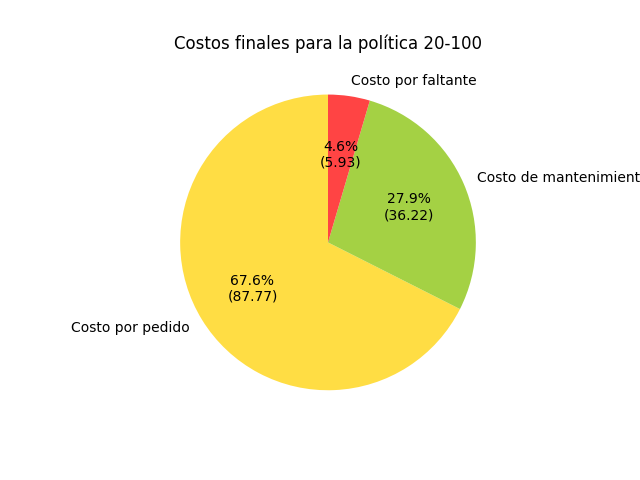 Costos finales para la política 20-100
Costo por faltante
4.6%
(5.93)
Costo de mantenimient
27.9%
(36.22)
67.6%
(87.77)
Costo por pedido